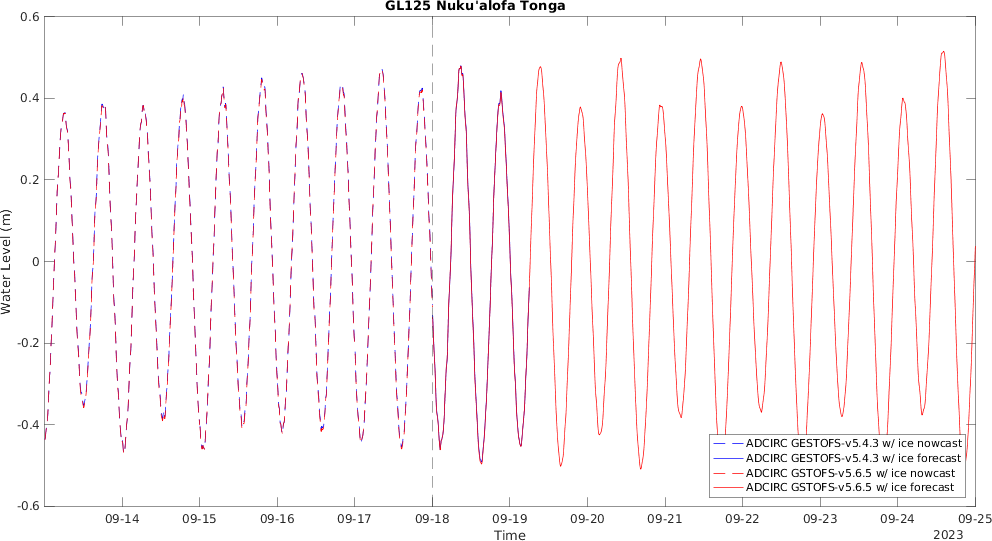 GL125 Nuku'alofa Tonga
0.6
0.4
0.2
0
-0.2
-0.4
-0.6
Water Level (m)
ADCIRC GESTOFS-v5.4.3 w/ ice nowcast
ADCIRC GESTOFS-v5.4.3 w/ ice forecast
ADCIRC GSTOFS-v5.6.5 w/ ice nowcast
ADCIRC GSTOFS-v5.6.5 w/ ice forecast
09-14 09-15 09-16 09-17 09-18 09-19 09-20 09-21 09-22 09-23 09-24 09-25
Time
2023